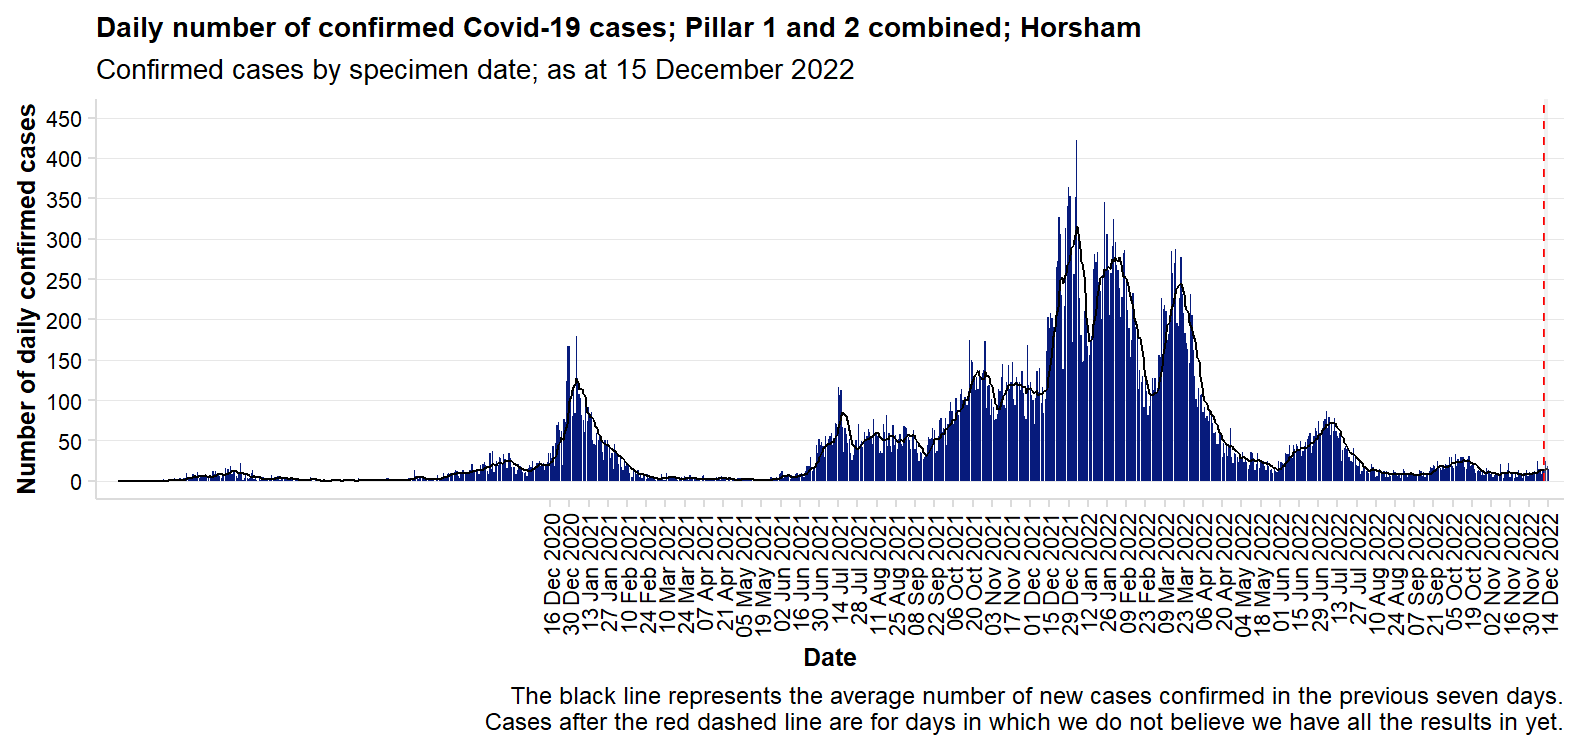 Daily number of confirmed Covid-19 cases; Pillar 1 and 2 combined; Horsham
Confirmed cases by specimen date; as at 15 December 2022
Number of daily confirmed cases
450
400
350
300
250
200
150
100
50
0
16 Dec 2020
30 Dec 2020
13 Jan 2021
27 Jan 2021
10 Feb 2021
24 Feb 2021
10 Mar 2021
24 Mar 2021
07 Apr 2021
21 Apr 2021
05 May 2021
19 May 2021
02 Jun 2021
16 Jun 2021
30 Jun 2021
14 Jul 2021
28 Jul 2021
11 Aug 2021
25 Aug 2021
08 Sep 2021
22 Sep 2021
06 Oct 2021
20 Oct 2021
03 Nov 2021
17 Nov 2021
01 Dec 2021
15 Dec 2021
29 Dec 2021
12 Jan 2022
26 Jan 2022
09 Feb 2022
23 Feb 2022
09 Mar 2022
23 Mar 2022
06 Apr 2022
20 Apr 2022
04 May 2022
18 May 2022
01 Jun 2022
15 Jun 2022
29 Jun 2022
13 Jul 2022
27 Jul 2022
10 Aug 2022
24 Aug 2022
07 Sep 2022
21 Sep 2022
05 Oct 2022
19 Oct 2022
02 Nov 2022
16 Nov 2022
30 Nov 2022
14 Dec 2022
Date
The black line represents the average number of new cases confirmed in the previous seven days.
Cases after the red dashed line are for days in which we do not believe we have all the results in yet.